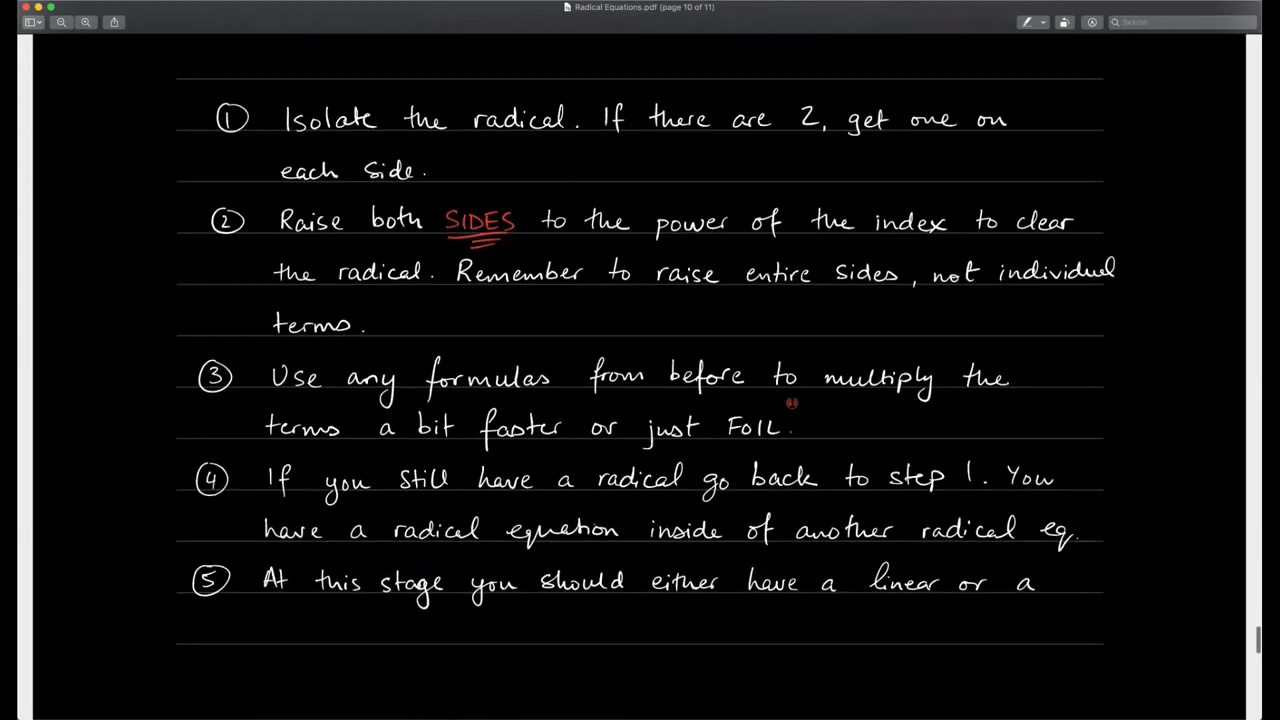 Radical Equations.pdf (page 10 of 11)
Search
① Isolate the radical. If there are 2, get one on
each side.
② Raise both SIDES to the power of the index to clear
the radical. Remember to raise entire sides, not individual
terms.
③ Use any formulas from before to multiply the
terms a bit faster or just FOIL.
④ If you still have a radical go back to step 1. You
have a radical equation inside of another radical eq.
⑤ At this stage you should either have a linear or a